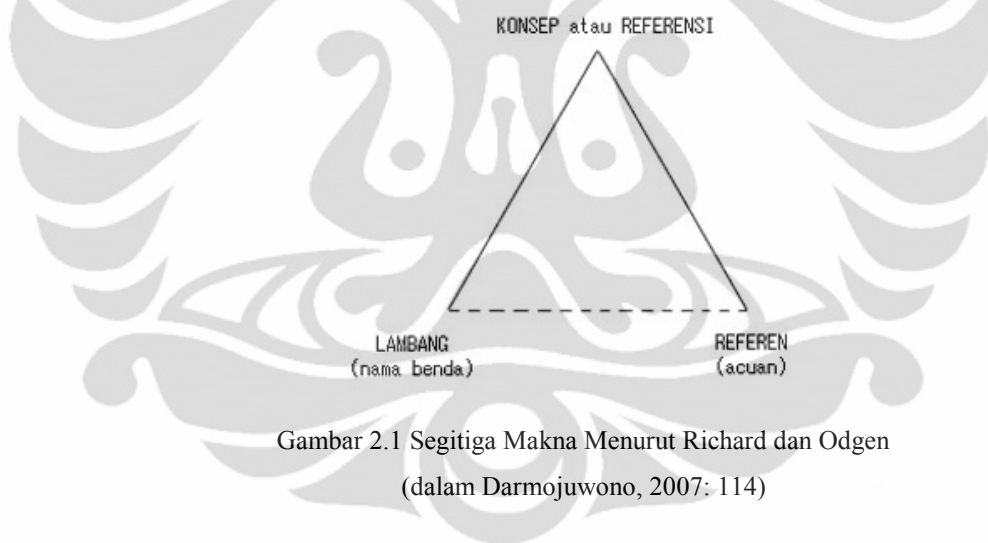 KONSEP atau REFERENSI
LAMBANG
(nama benda)
REFEREN
(acuan)
Gambar 2.1 Segitiga Makna Menurut Richard dan Odgen
(dalam Darmojuwono, 2007: 114)